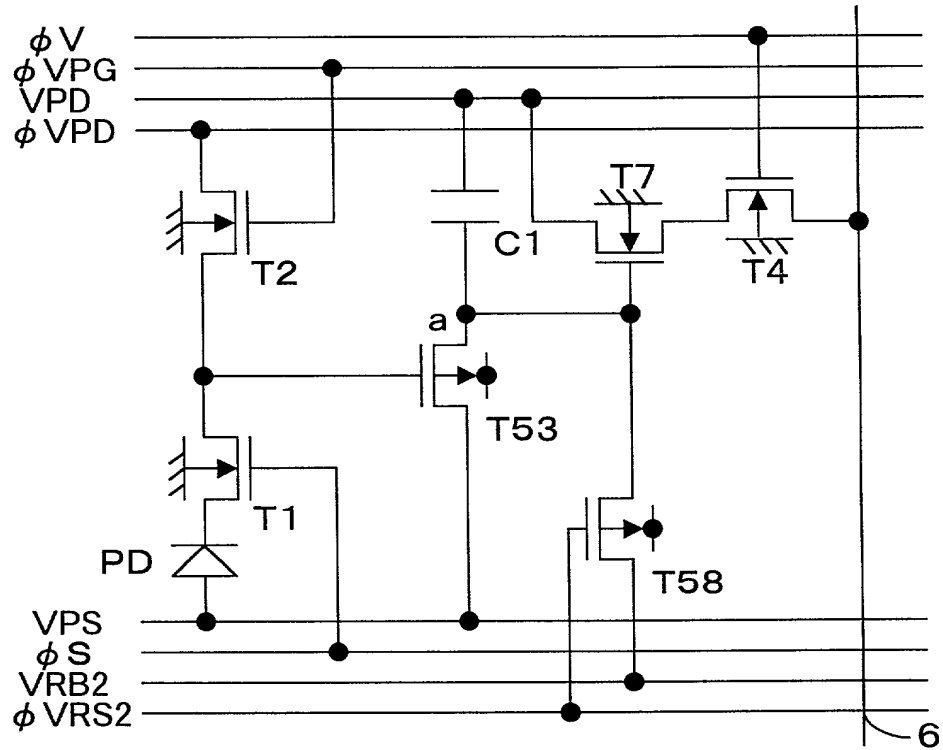 φV
φVPG
VPD
φVPD
T7
C1
T2
T4
a
T53
T1
PD
T58
VPS
φS
VRB2
φVRS2
6